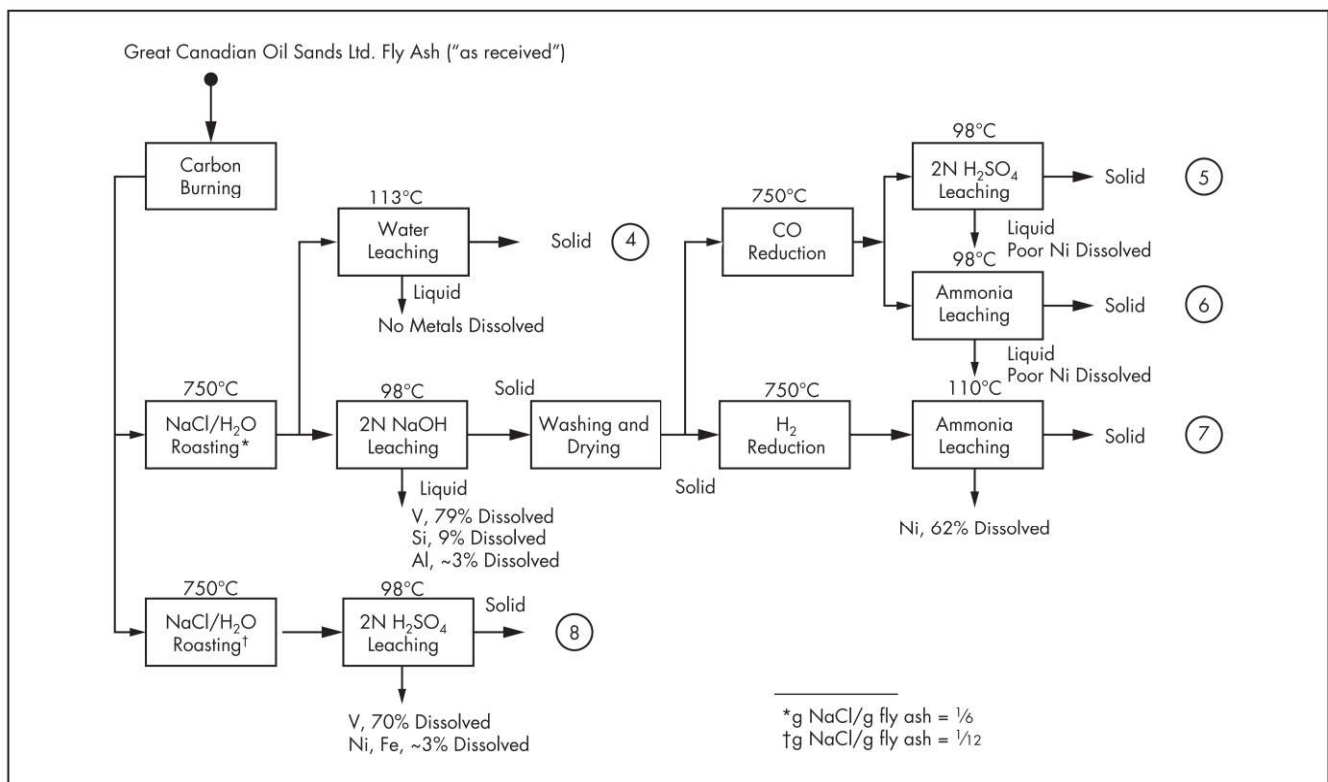 Great Canadian Oil Sands Ltd. Fly Ash (“as received”)
Carbon
Burning
113°C
Water
Leaching
Solid
4
Liquid
No Metals Dissolved
750°C
CO
Reduction
98°C
2N H₂SO₄
Leaching
Solid
5
Liquid
Poor Ni Dissolved
98°C
Ammonia
Leaching
Solid
6
Liquid
Poor Ni Dissolved
750°C
NaCl/H₂O
Roasting*
98°C
2N NaOH
Leaching
Solid
Washing and
Drying
Solid
750°C
H₂
Reduction
110°C
Ammonia
Leaching
Solid
7
Liquid
V, 79% Dissolved
Si, 9% Dissolved
Al, ~3% Dissolved
Ni, 62% Dissolved
750°C
NaCl/H₂O
Roasting†
98°C
2N H₂SO₄
Leaching
Solid
8
V, 70% Dissolved
Ni, Fe, ~3% Dissolved
*g NaCl/g fly ash = 1/6
†g NaCl/g fly ash = 1/12